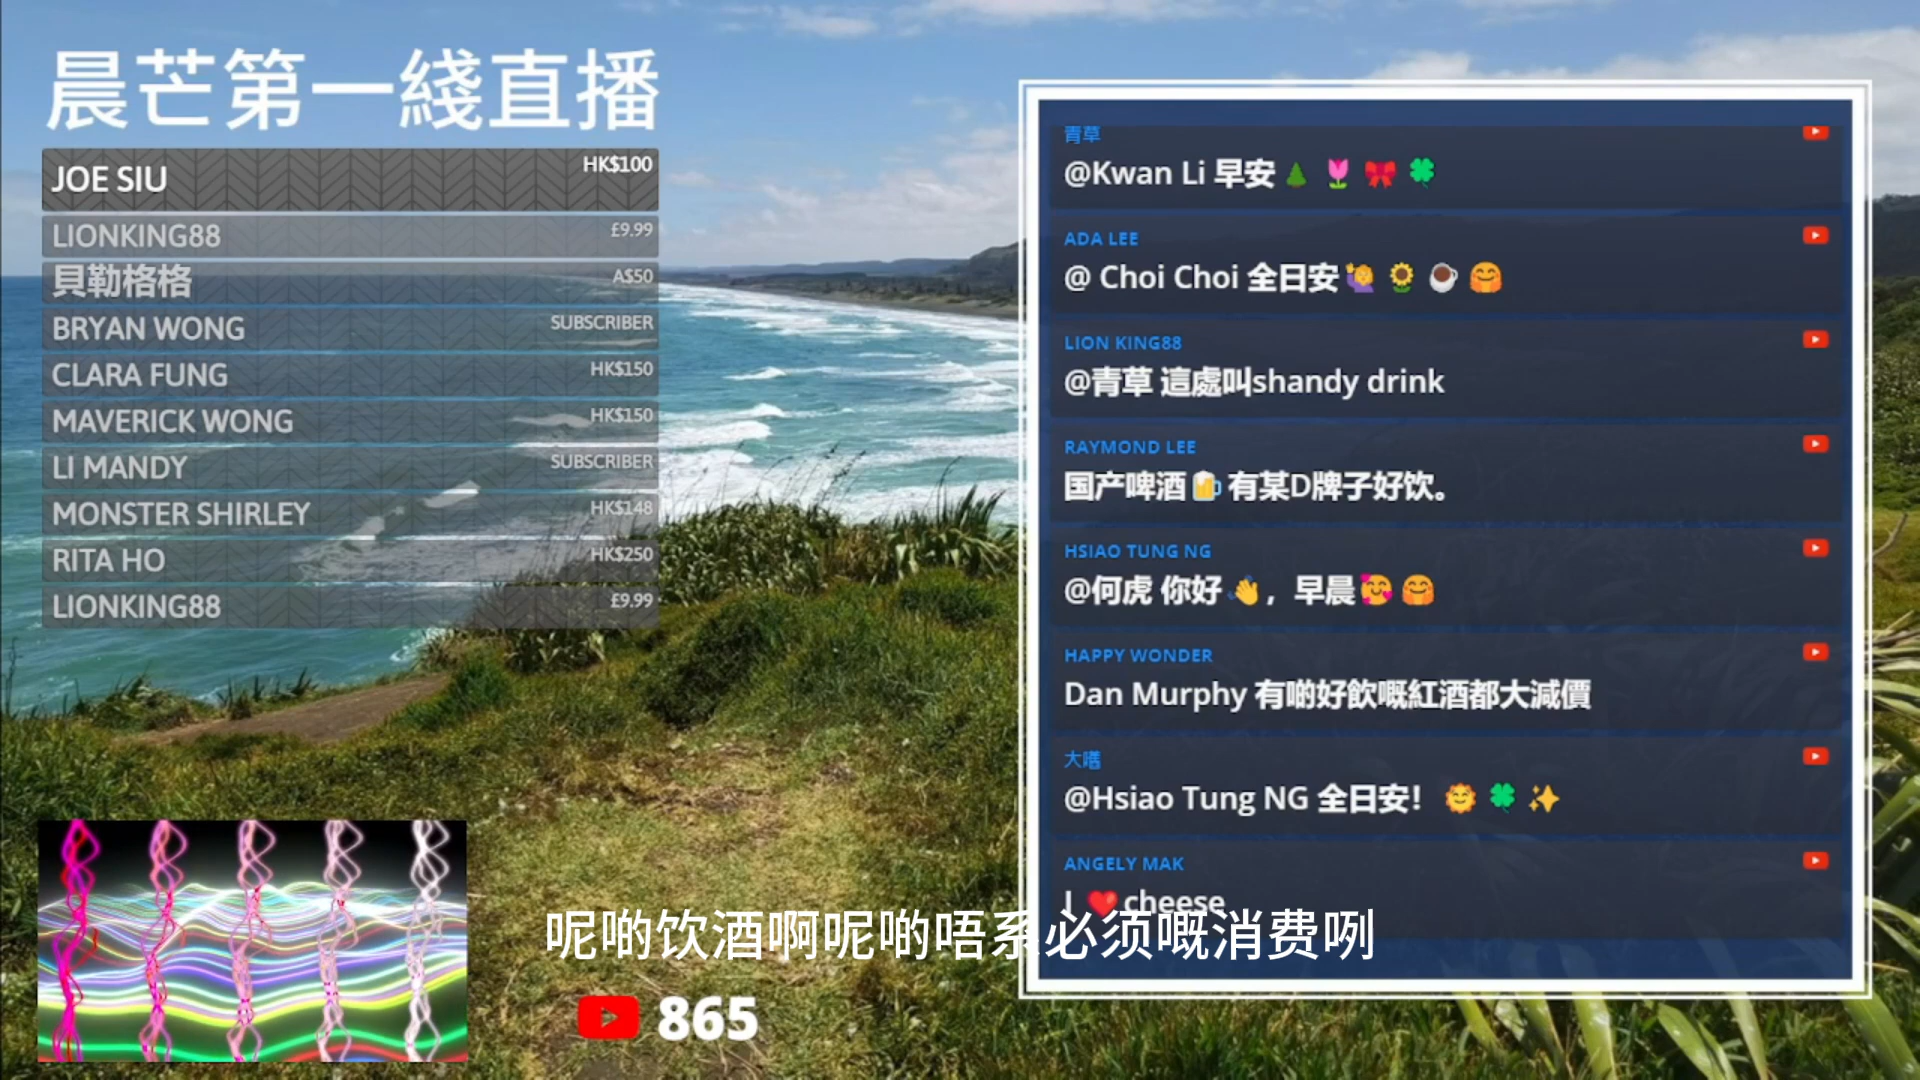 晨芒第一綫直播
JOE SIU HK$100
LIONKING88 £9.99
貝勒格格 A$50
BRYAN WONG SUBSCRIBER
CLARA FUNG HK$150
MAVERICK WONG HK$150
LI MANDY SUBSCRIBER
MONSTER SHIRLEY HK$148
RITA HO HK$250
LIONKING88 £9.99
青草
@Kwan Li 早安🌲 🌷 🎀 🍀
ADA LEE
@ Choi Choi 全日安🙋 🌻 ☕ 🤗
LION KING88
@青草 這處叫shandy drink
RAYMOND LEE
国产啤酒🍺有某D牌子好饮。
HSIAO TUNG NG
@何虎 你好👋，早晨🥰 🤗
HAPPY WONDER
Dan Murphy 有啲好飲嘅紅酒都大減價
大噃
@Hsiao Tung NG 全日安！ 🌞 🍀 ✨
ANGELY MAK
I ❤️ cheese
呢啲饮酒啊呢啲唔系必须嘅消费咧
865